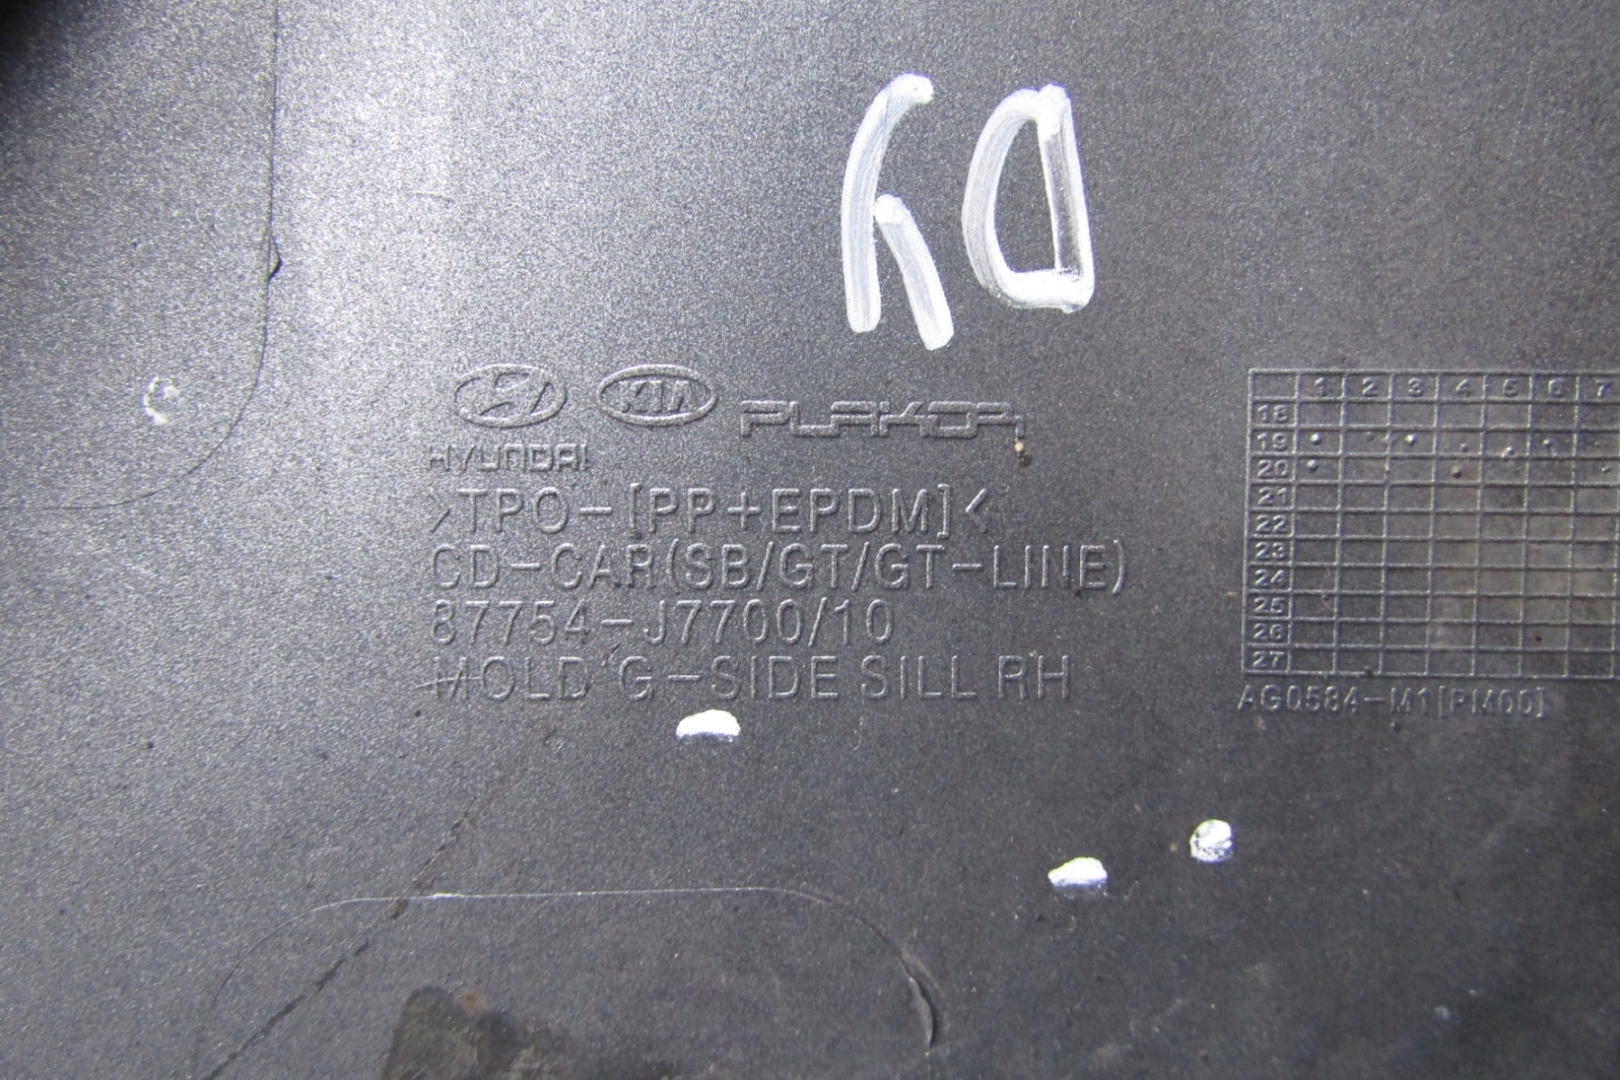 HYUNDAI
KIA
PLAKOR
>TPO-[PP+EPDM]<
CD-CAR(SB/GT/GT-LINE)
87754-J7700/10
MOLD'G-SIDE SILL RH
1 2 3 4 5 6 7
18
19
20
21
22
23
24
25
26
27
AG0584-M1[PM00]